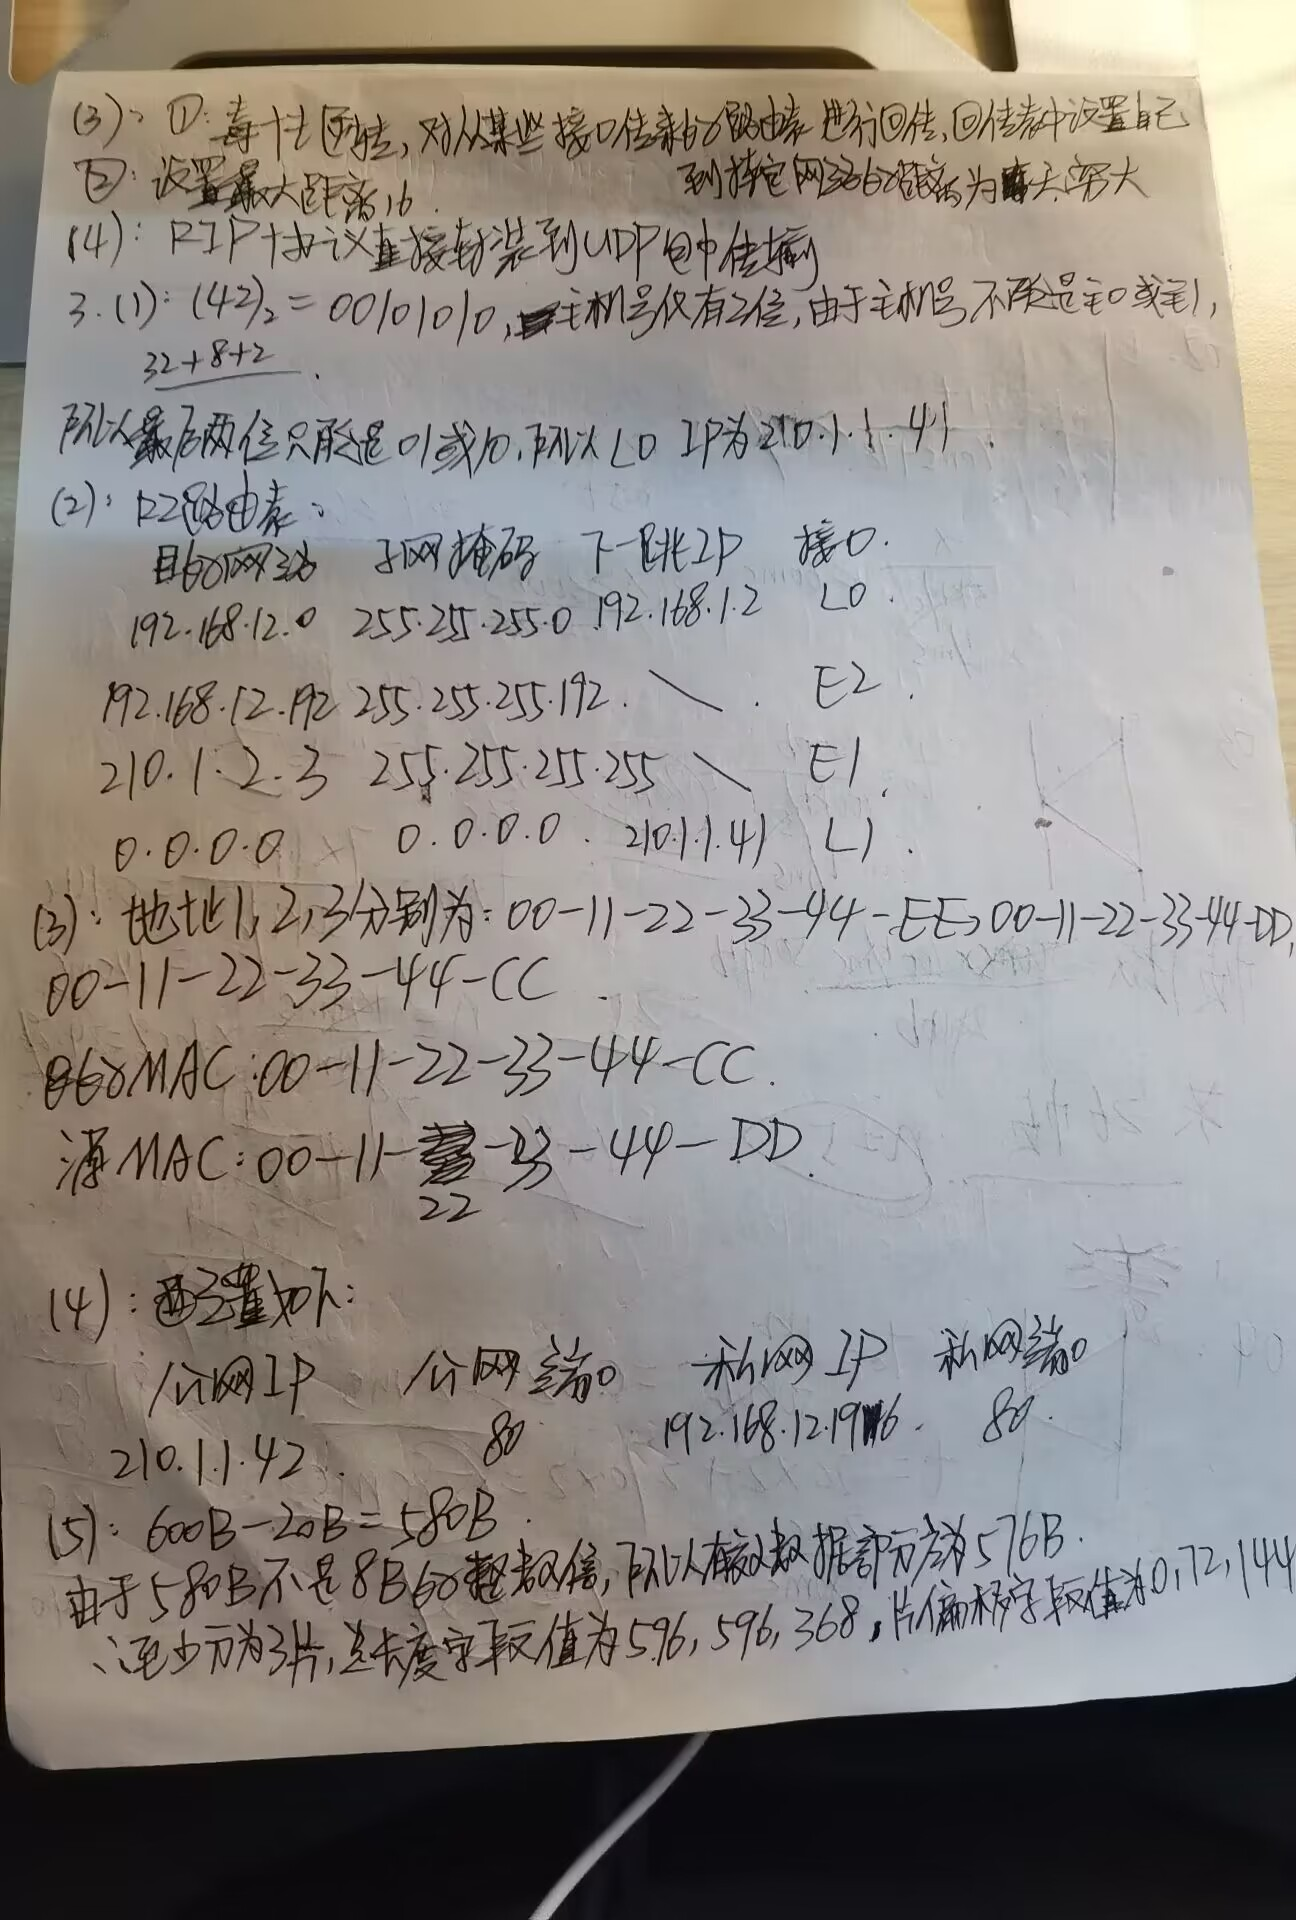 (3): ①: 毒性逆转, 对从某些接口传来的路由表进行回传, 回传表中设置自己
到特定网络的距离为无穷大
②: 设置最大距离16.
(4): RIP协议直接封装到UDP包中传输
3.(1): (42)₂ = 00101010, 主机号仅有2位, 由于主机号不能是全0或全1,
32+8+2
所以最后两位只能是01或10. 所以L0 IP为210.1.1.41.
(2): R2路由表:
目的网络 子网掩码 下一跳IP 接口.
192.168.12.0 255.255.255.0 192.168.1.2 L0.
192.168.12.192 255.255.255.192. \. E2.
210.1.2.3 255.255.255.255 \ E1.
0.0.0.0 0.0.0.0. 210.1.1.41 L1.
(3): 地址1,2,3分别为: 00-11-22-33-44-EE, 00-11-22-33-44-DD,
00-11-22-33-44-CC.
目的MAC: 00-11-22-33-44-CC.
源MAC: 00-11-22-33-44-DD.
(4): 配置如下:
公网IP 公网端口 私网IP 私网端口
210.1.1.42. 80 192.168.12.196. 80.
(5): 600B-20B=580B.
由于580B不是8B的整数倍, 所以有效数据部分为576B.
∴至少分为3片, 总长度字段值为596, 596, 368, 片偏移字段值为0,72,144